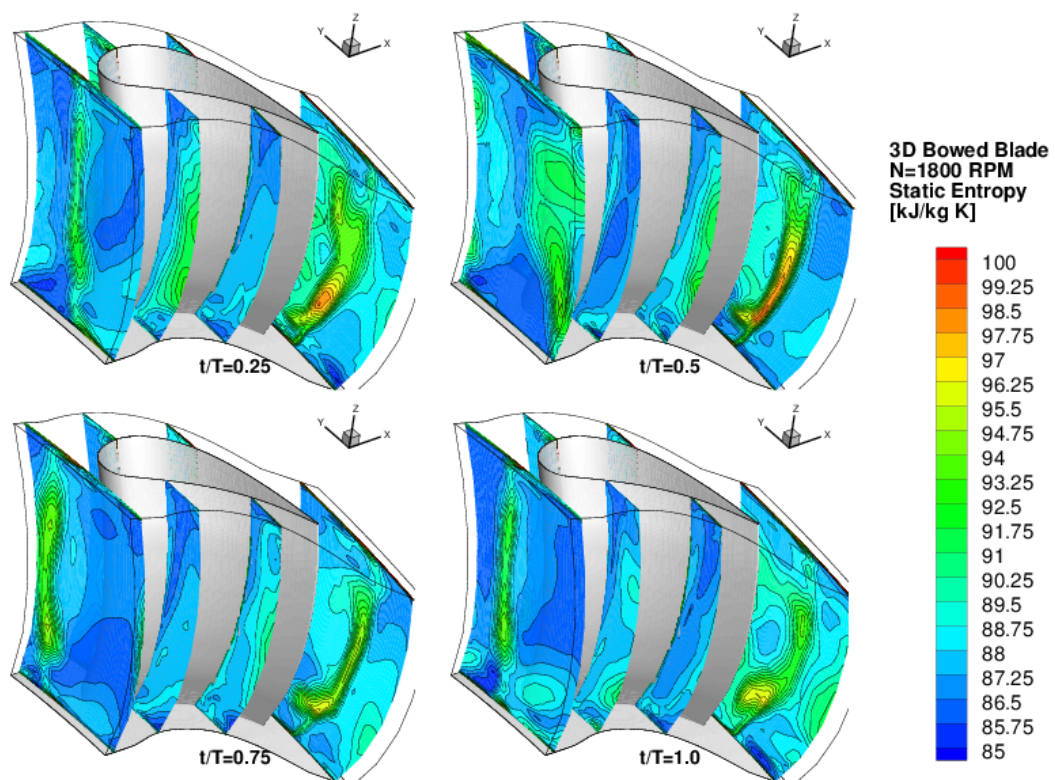 Z
Y
X
Z
Y
X
t/T=0.25
t/T=0.5
3D Bowed Blade
N=1800 RPM
Static Entropy
[kJ/kg K]
100
99.25
98.5
97.75
97
96.25
95.5
94.75
94
93.25
92.5
91.75
91
90.25
89.5
88.75
88
87.25
86.5
85.75
85
Z
Y
X
Z
Y
X
t/T=0.75
t/T=1.0